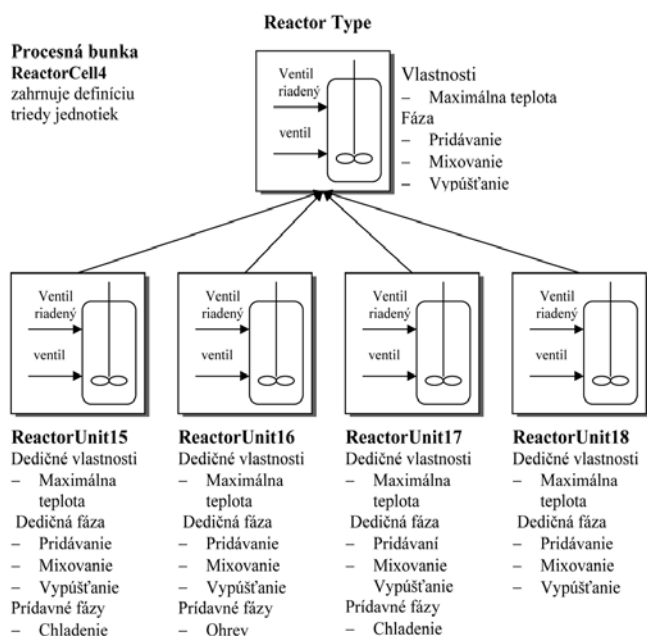 Reactor Type
Procesná bunka
ReactorCell4
zahrnuje definíciu
triedy jednotiek
Ventil
riadený
ventil
Vlastnosti
– Maximálna teplota
Fáza
– Pridávanie
– Mixovanie
– Vypúšťanie
Ventil
riadený
ventil
Ventil
riadený
ventil
Ventil
riadený
ventil
Ventil
riadený
ventil
ReactorUnit15
Dedičné vlastnosti
– Maximálna
teplota
Dedičná fáza
– Pridávanie
– Mixovanie
– Vypúšťanie
Prídavné fázy
– Chladenie
ReactorUnit16
Dedičné vlastnosti
– Maximálna
teplota
Dedičná fáza
– Pridávanie
– Mixovanie
– Vypúšťanie
Prídavné fázy
– Ohrev
ReactorUnit17
Dedičné vlastnosti
– Maximálna
teplota
Dedičná fáza
– Pridávaní
– Mixovanie
Vypúšťanie
Prídavné fázy
– Chladenie
ReactorUnit18
Dedičné vlastnosti
– Maximálna
teplota
Dedičná fáza
– Pridávanie
– Mixovanie
– Vypúšťanie